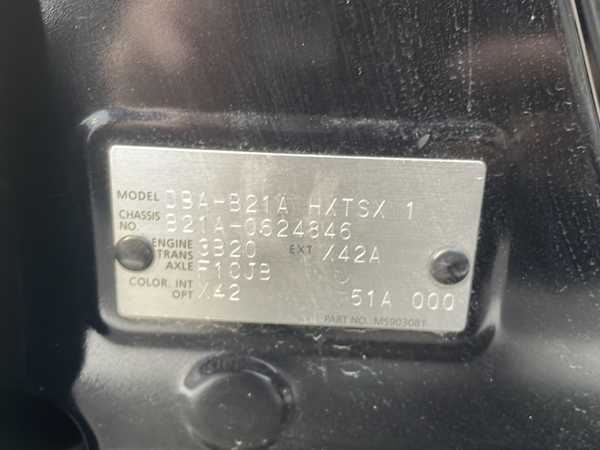 MODEL DBA-B21A HXTSX 1
CHASSIS NO. B21A-0624846
ENGINE 3B20 EXT X42A
TRANS AXLE F1CJB
COLOR. INT OPT X42 51A 000
PART NO. M5903081